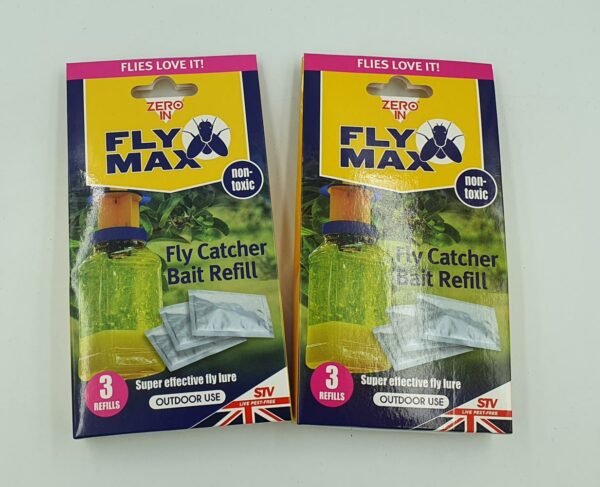 FLIES LOVE IT!
ZERO
IN
FLY
MAX
non-
toxic
Fly Catcher
Bait Refill
3
REFILLS
Super effective fly lure
OUTDOOR USE
STV
LIVE PEST-FREE
FLIES LOVE IT!
ZERO
IN
FLY
MAX
non-
toxic
Fly Catcher
Bait Refill
3
REFILLS
Super effective fly lure
OUTDOOR USE
STV
LIVE PEST-FREE